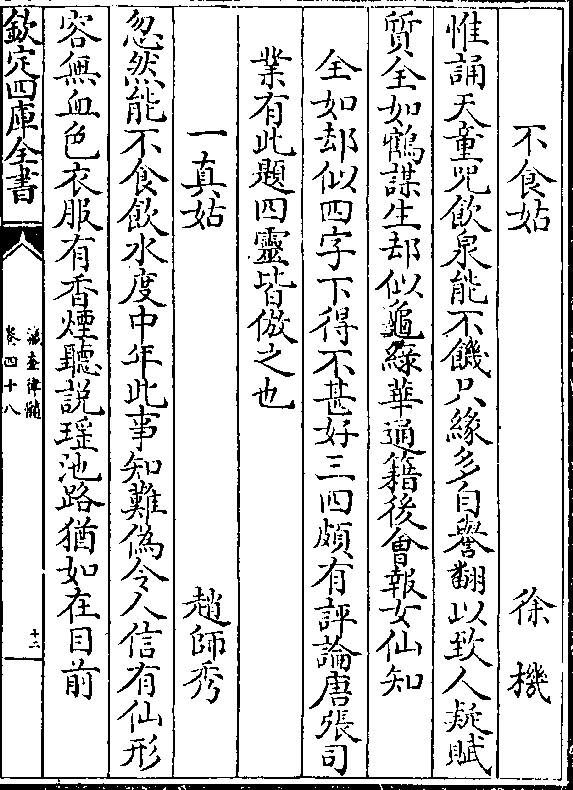 不食姑 徐機
惟誦天童咒飲泉能不饑只緣多自譽翻以致人疑賦
質全如鶴謀生却似龜綠華通籍後會報女仙知
全如却似四字下得不甚好三四頗有評論唐張司
業有此題四靈皆倣之也
一真姑 趙師秀
忽然能不食飲水度中年此事知難偽令人信有仙形
容無血色衣服有香煙聽説瑶池路猶如在目前
欽定四庫全書
瀛奎律髓
卷四十八
十二